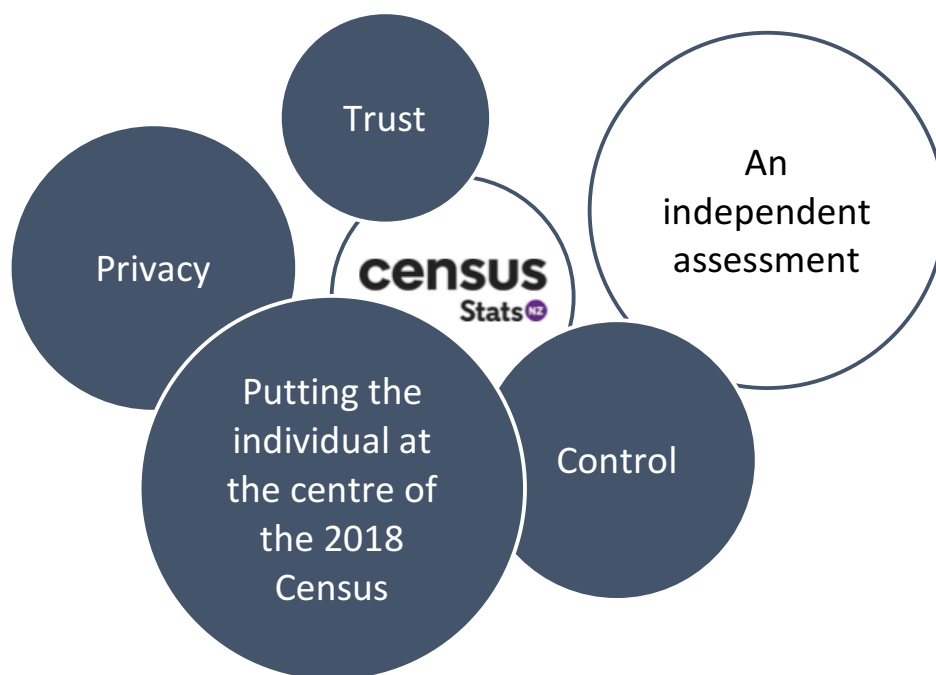 Trust
An
independent
assessment
Privacy
census
Stats NZ
Putting the
individual at
the centre of
the 2018
Census
Control